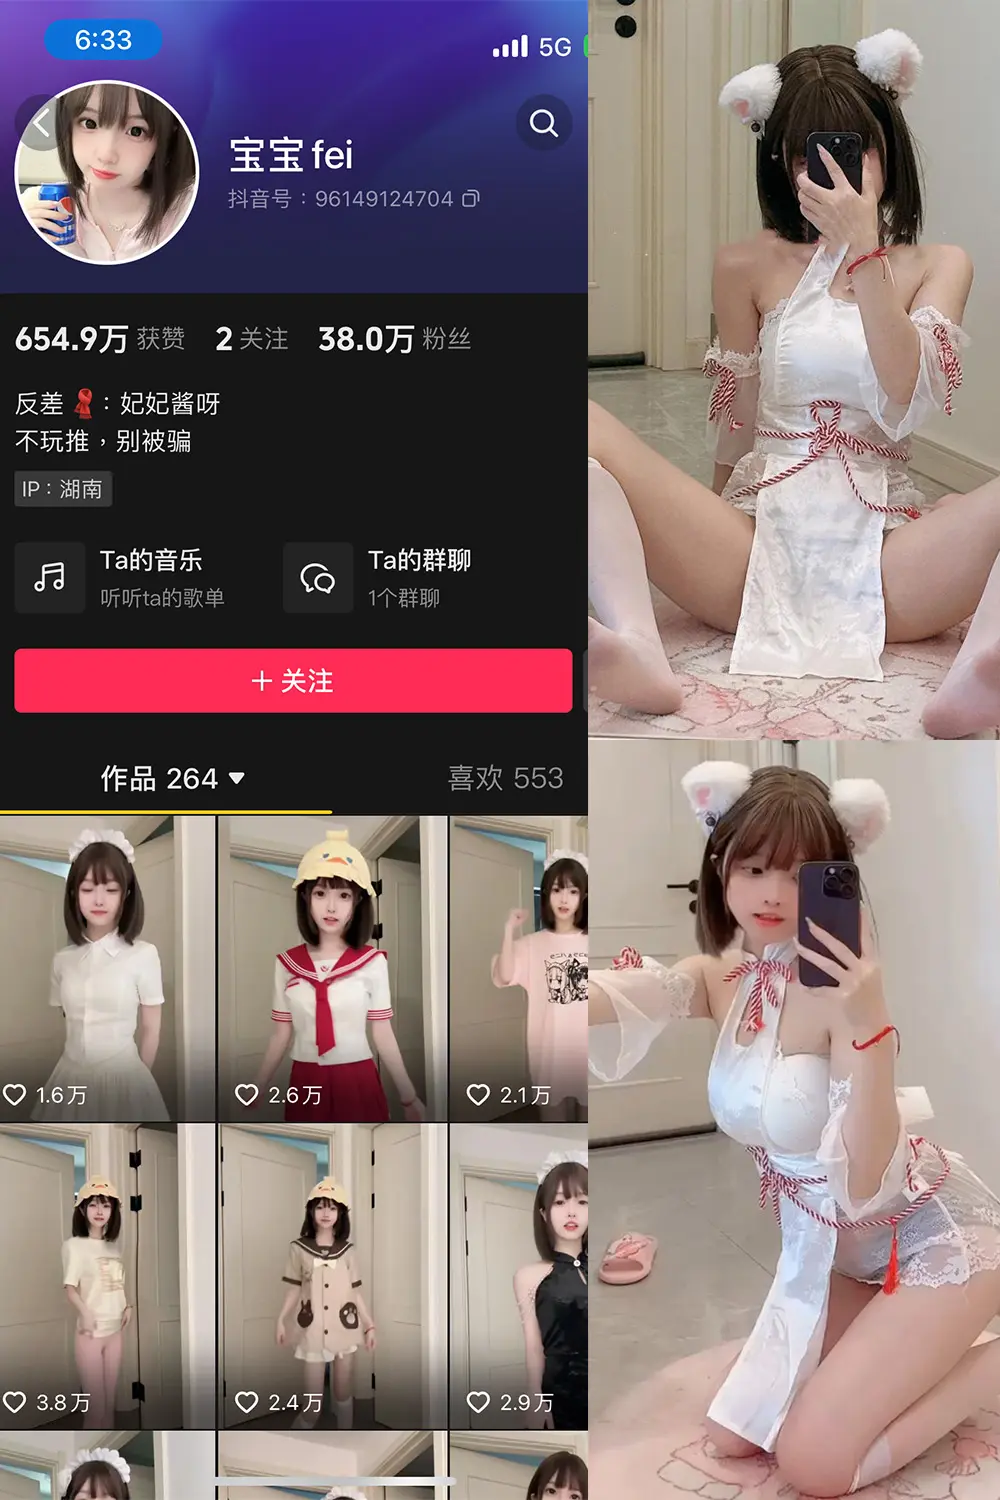 6:33
5G
宝宝 fei
抖音号：96149124704
654.9万 获赞 2 关注 38.0万 粉丝
反差🧣：妃妃酱呀
不玩推，别被骗
IP：湖南
Ta的音乐
听听ta的歌单
Ta的群聊
1个群聊
+ 关注
作品 264
喜欢 553
1.6万
2.6万
2.1万
3.8万
2.4万
2.9万